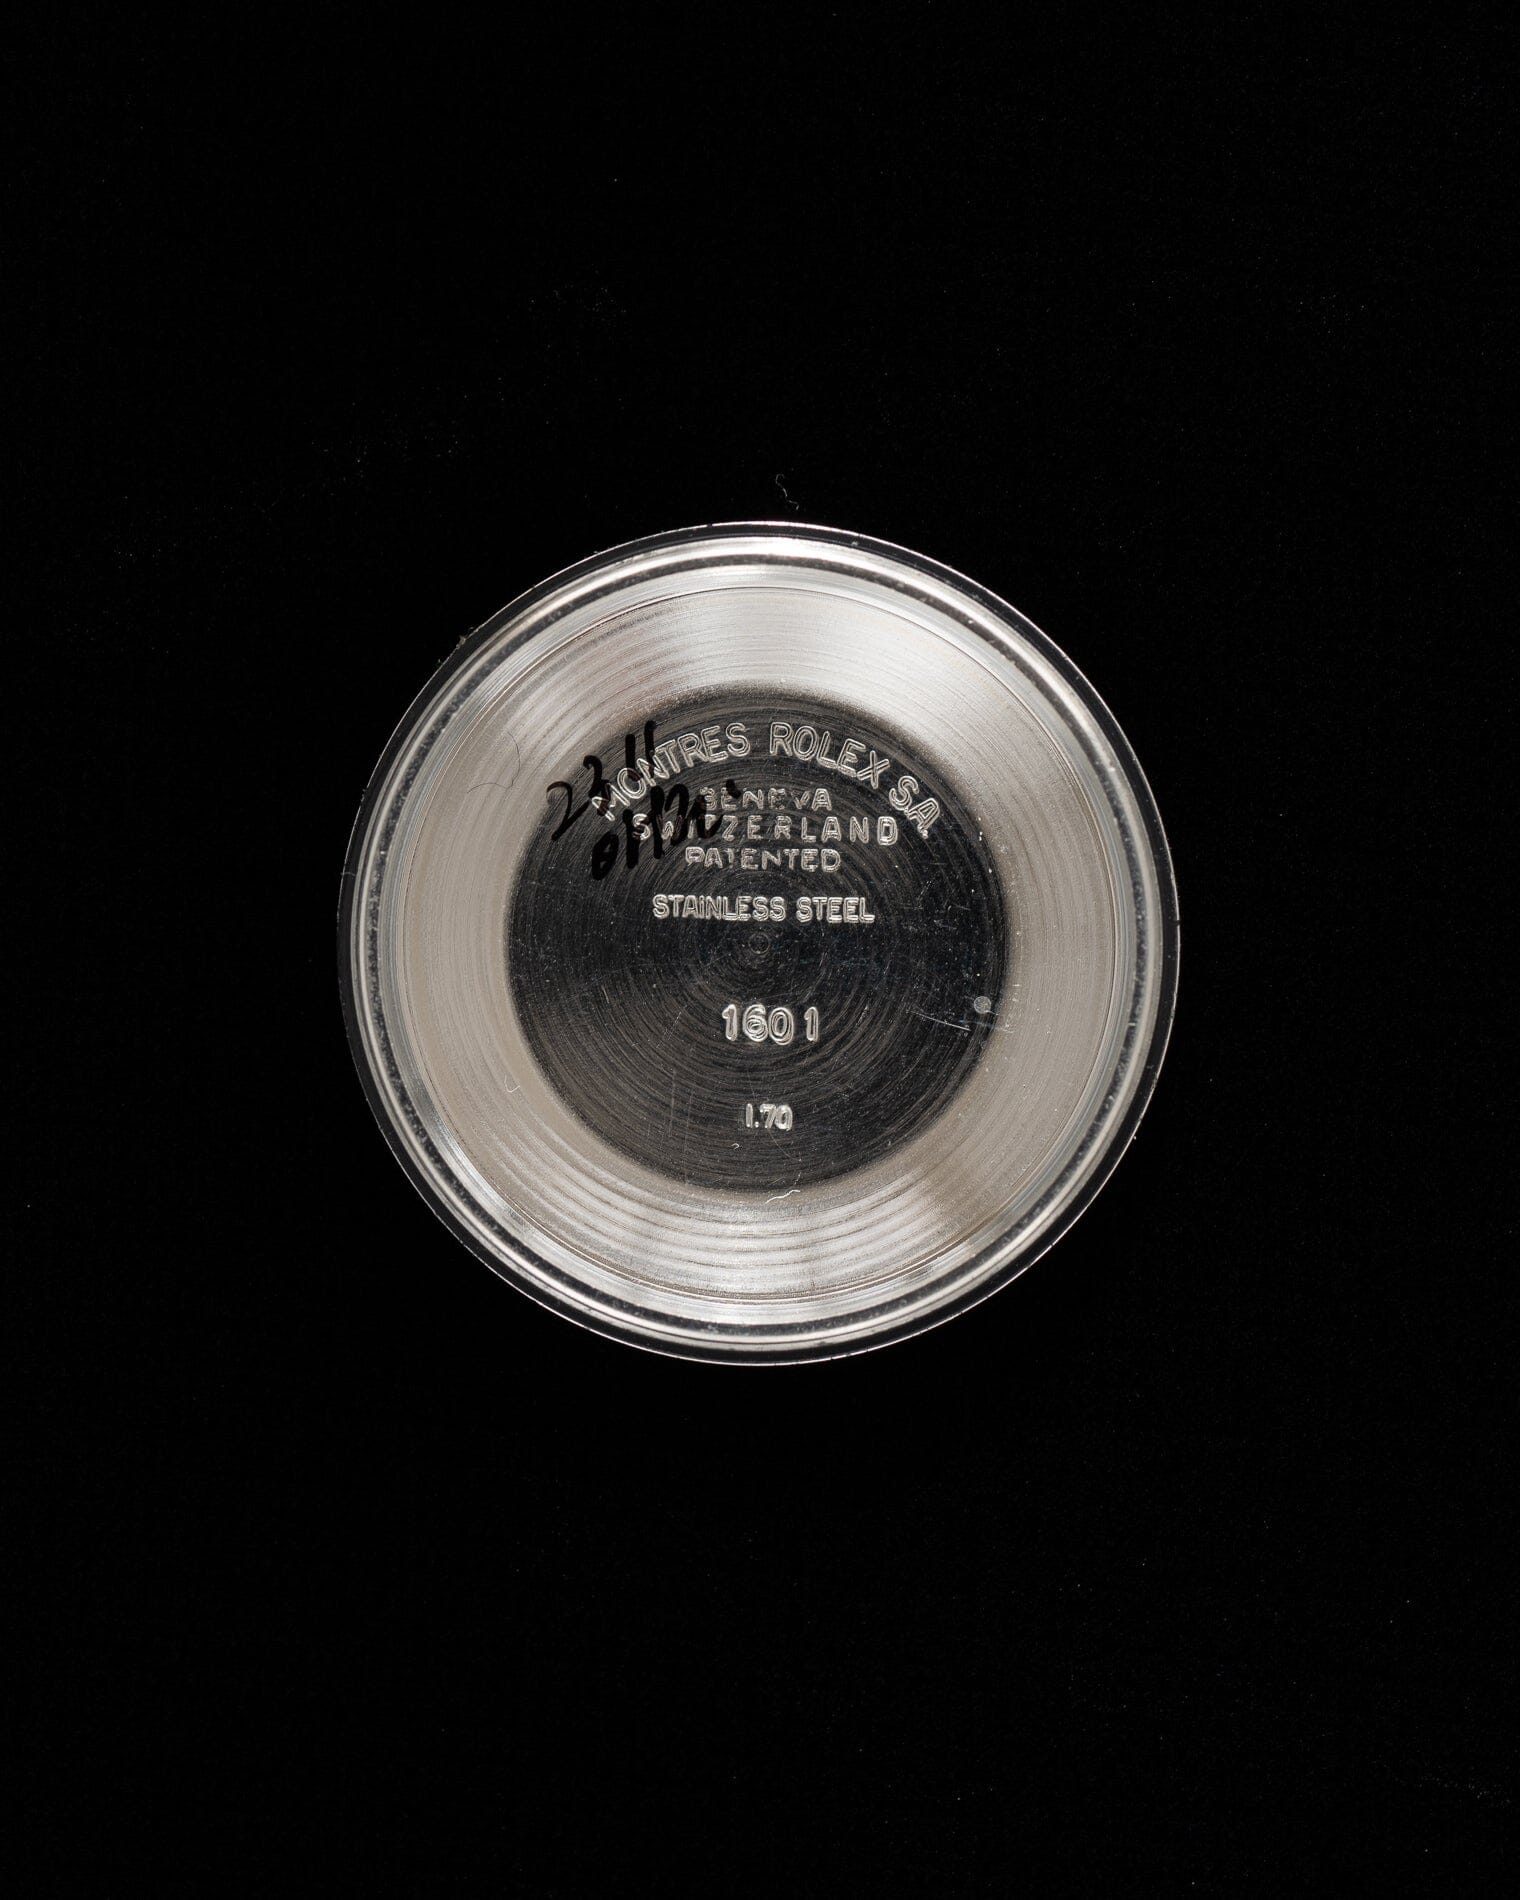 MONTRES ROLEX S.A.
GENEVA
SWITZERLAND
PATENTED
STAINLESS STEEL
1601
I.70